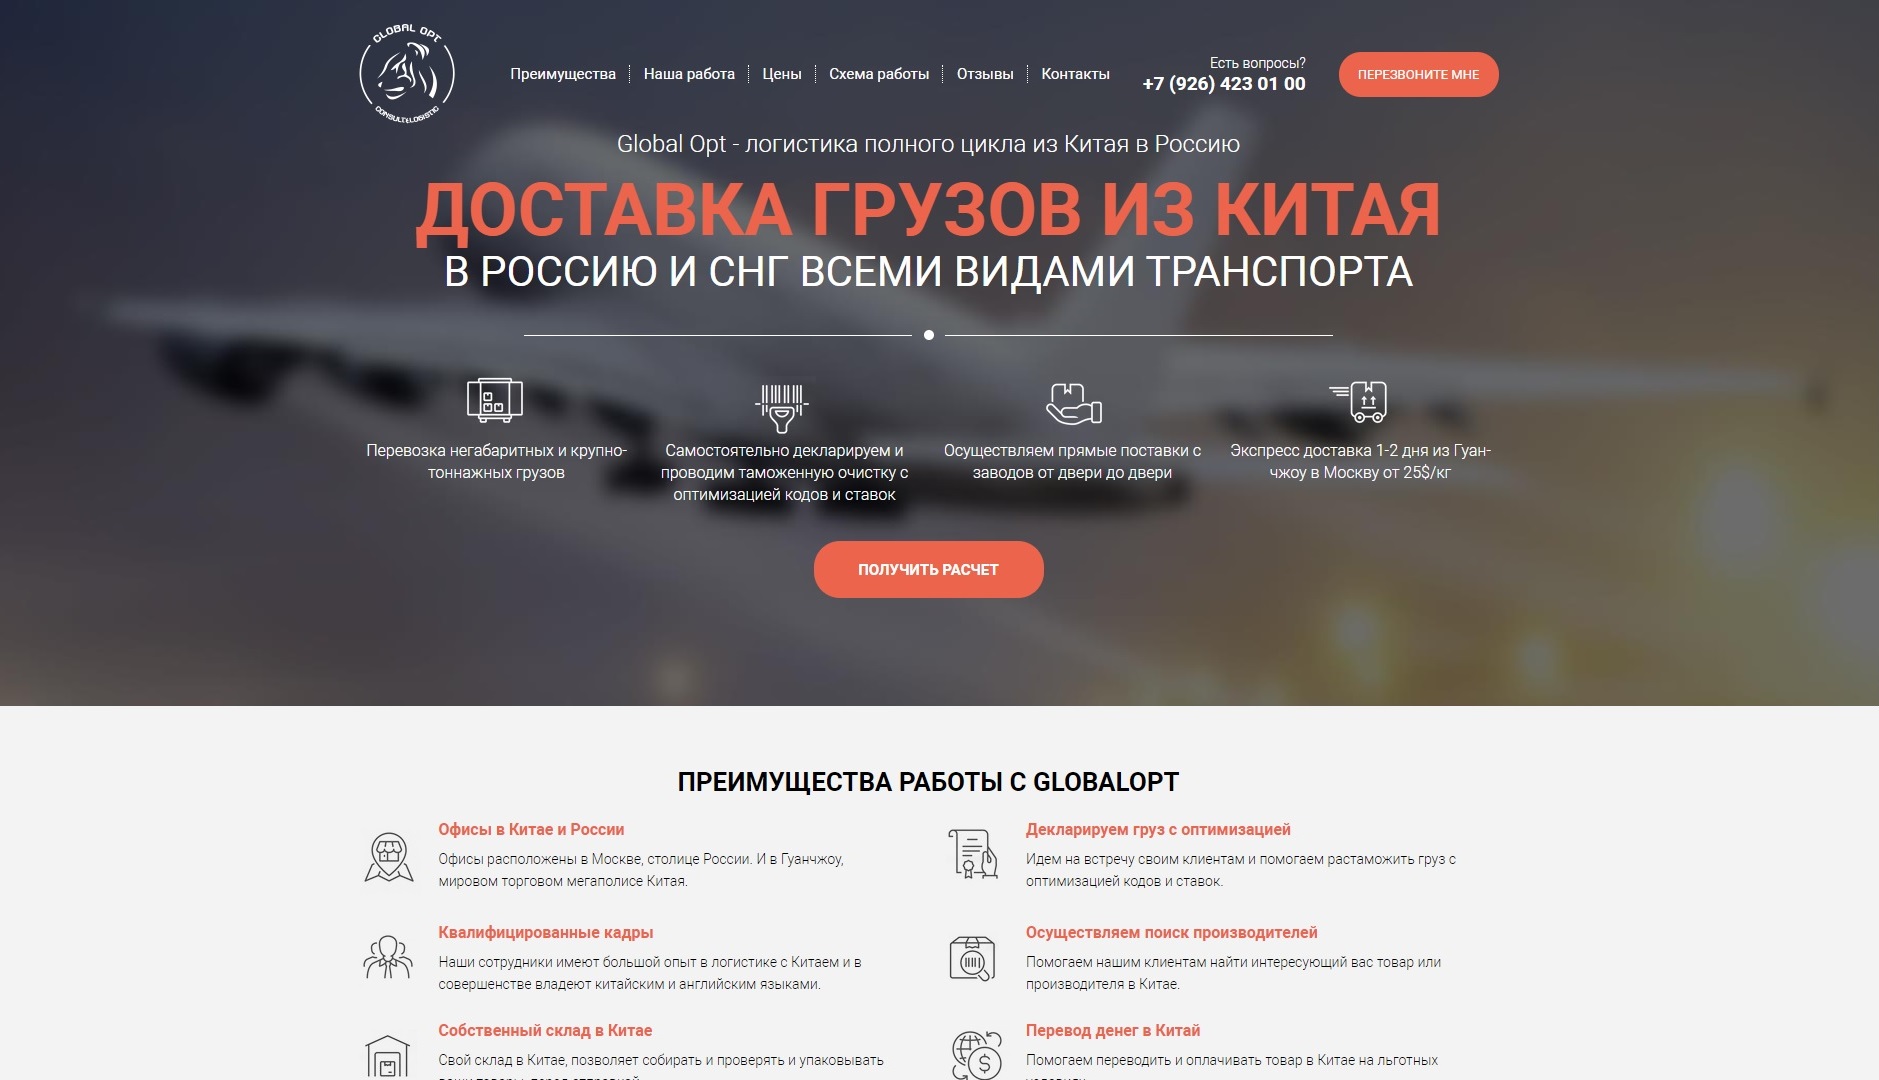 GLOBAL OPT
CONSULT&LOGISTIC
Преимущества
Наша работа
Цены
Схема работы
Отзывы
Контакты
Есть вопросы?
+7 (926) 423 01 00
ПЕРЕЗВОНИТЕ МНЕ
Global Opt - логистика полного цикла из Китая в Россию
ДОСТАВКА ГРУЗОВ ИЗ КИТАЯ
В РОССИЮ И СНГ ВСЕМИ ВИДАМИ ТРАНСПОРТА
Перевозка негабаритных и крупно-
тоннажных грузов
Самостоятельно декларируем и
проводим таможенную очистку с
оптимизацией кодов и ставок
Осуществляем прямые поставки с
заводов от двери до двери
Экспресс доставка 1-2 дня из Гуан-
чжоу в Москву от 25$/кг
ПОЛУЧИТЬ РАСЧЕТ
ПРЕИМУЩЕСТВА РАБОТЫ С GLOBALOPT
Офисы в Китае и России
Офисы расположены в Москве, столице России. И в Гуанчжоу,
мировом торговом мегаполисе Китая.
Декларируем груз с оптимизацией
Идем на встречу своим клиентам и помогаем растаможить груз с
оптимизацией кодов и ставок.
Квалифицированные кадры
Наши сотрудники имеют большой опыт в логистике с Китаем и в
совершенстве владеют китайским и английским языками.
Осуществляем поиск производителей
Помогаем нашим клиентам найти интересующий вас товар или
производителя в Китае.
Собственный склад в Китае
Свой склад в Китае, позволяет собирать и проверять и упаковывать
Перевод денег в Китай
Помогаем переводить и оплачивать товар в Китае на льготных